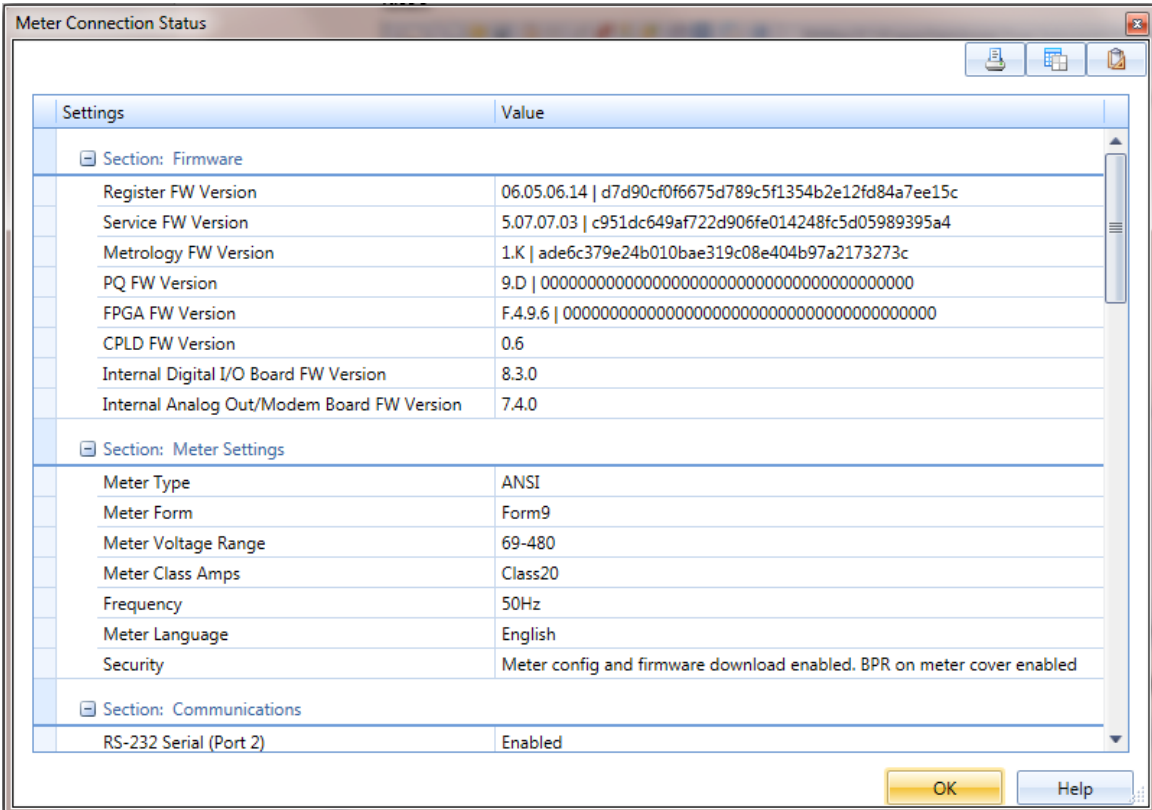 Meter Connection Status
Settings Value
Section: Firmware
Register FW Version 06.05.06.14 | d7d90cf0f6675d789c5f1354b2e12fd84a7ee15c
Service FW Version 5.07.07.03 | c951dc649af722d906fe014248fc5d05989395a4
Metrology FW Version 1.K | ade6c379e24b010bae319c08e404b97a2173273c
PQ FW Version 9.D | 0000000000000000000000000000000000000000
FPGA FW Version F.4.9.6 | 0000000000000000000000000000000000000000
CPLD FW Version 0.6
Internal Digital I/O Board FW Version 8.3.0
Internal Analog Out/Modem Board FW Version 7.4.0
Section: Meter Settings
Meter Type ANSI
Meter Form Form9
Meter Voltage Range 69-480
Meter Class Amps Class20
Frequency 50Hz
Meter Language English
Security Meter config and firmware download enabled. BPR on meter cover enabled
Section: Communications
RS-232 Serial (Port 2) Enabled
OK Help